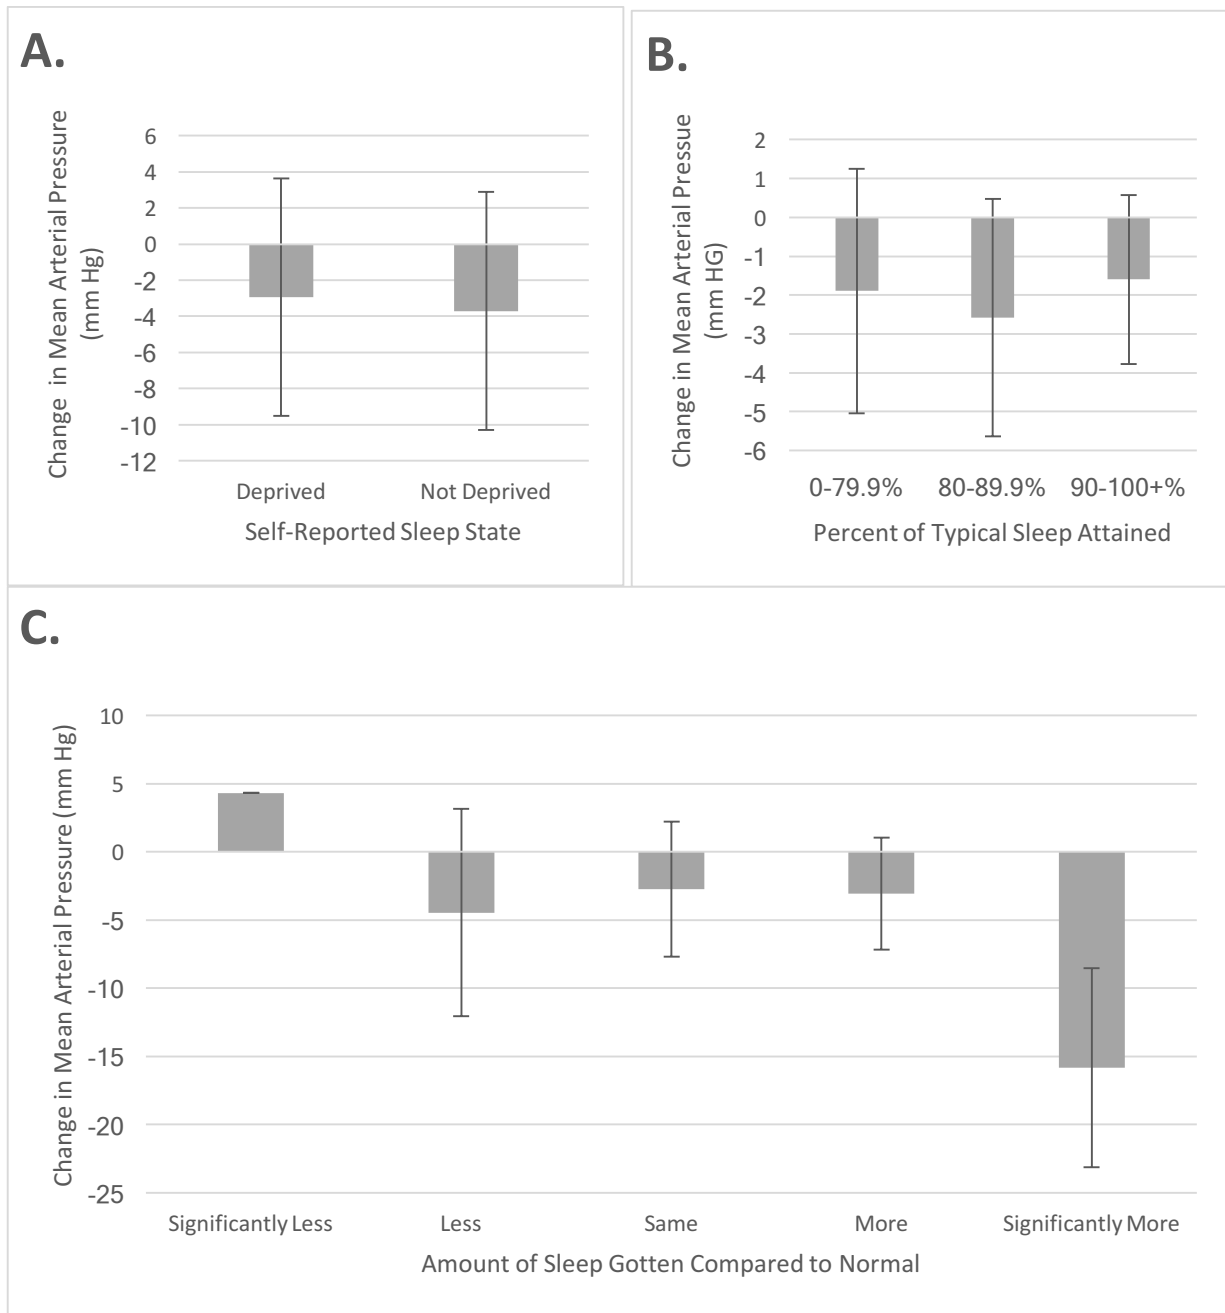 A.
Change in Mean Arterial Pressure
(mm Hg)
6
4
2
0
-2
-4
-6
-8
-10
-12
Deprived
Not Deprived
Self-Reported Sleep State
B.
Change in Mean Arterial Pressue
(mm HG)
2
1
0
-1
-2
-3
-4
-5
-6
0-79.9%
80-89.9%
90-100+%
Percent of Typical Sleep Attained
C.
Change in Mean Arterial Pressure (mm Hg)
10
5
0
-5
-10
-15
-20
-25
Significantly Less
Less
Same
More
Significantly More
Amount of Sleep Gotten Compared to Normal